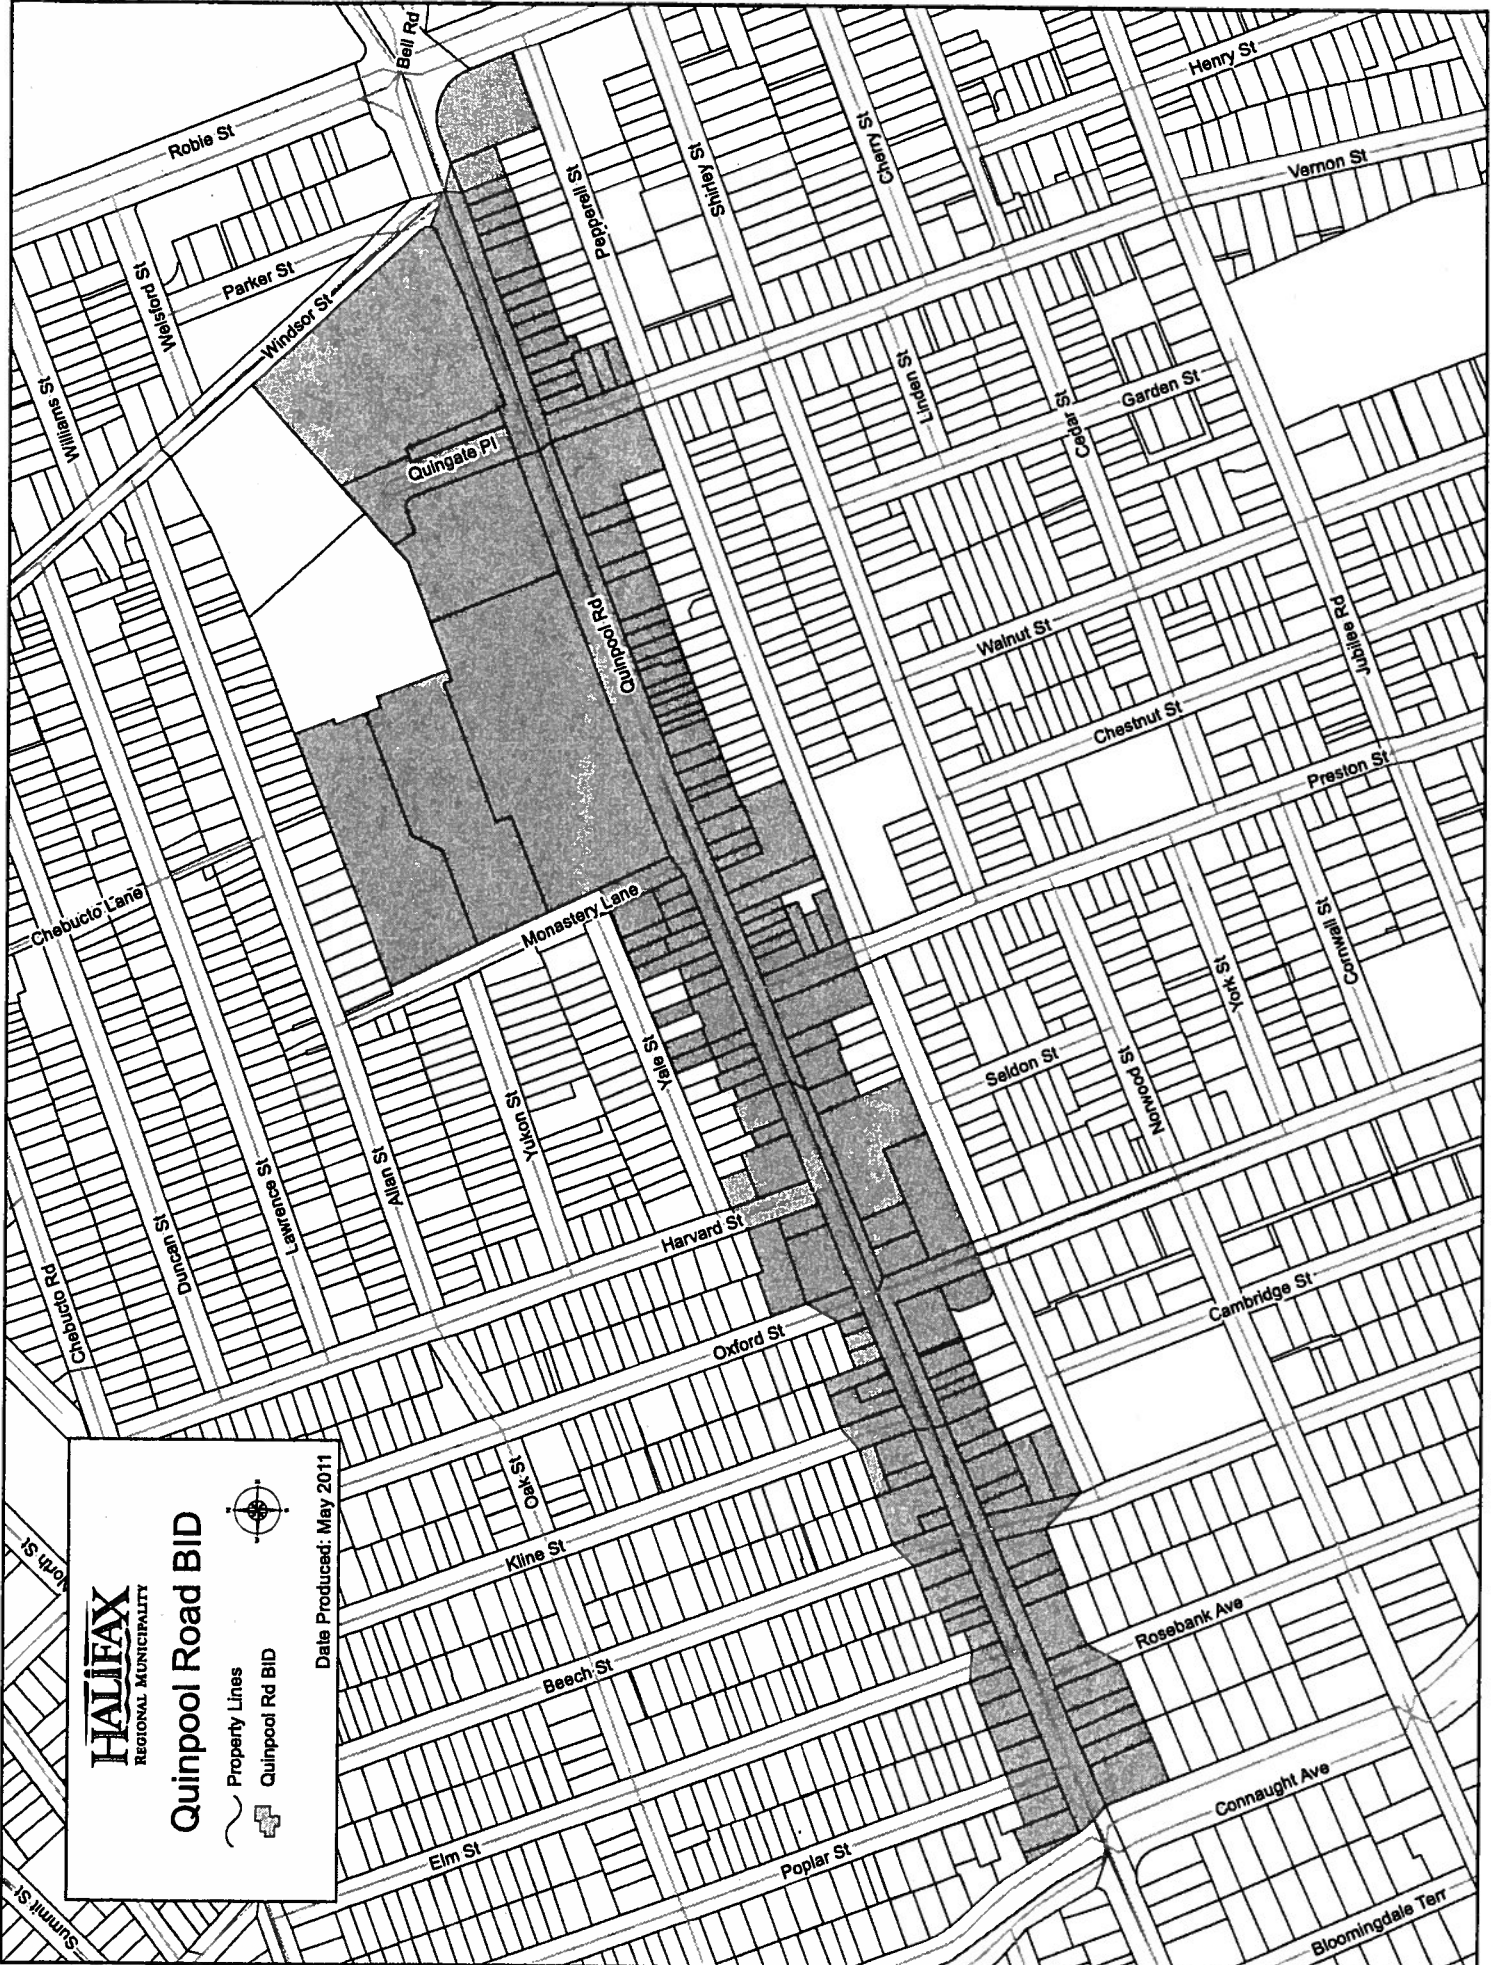 HALIFAX
REGIONAL MUNICIPALITY
Quinpool Road BID
Property Lines
Quinpool Rd BID
Date Produced: May 2011
Summit St
North St
Chebucto Rd
Duncan St
Lawrence St
Allan St
Chebucto Lane
Williams St
Welsford St
Parker St
Robie St
Bell Rd
Windsor St
Quingate Pl
Quinpool Rd
Monastery Lane
Yale St
Yukon St
Harvard St
Oxford St
Oak St
Kline St
Beech St
Elm St
Poplar St
Pepperell St
Shirley St
Cherry St
Henry St
Vernon St
Linden St
Cedar St
Garden St
Walnut St
Chestnut St
Jubilee Rd
Preston St
Cornwall St
York St
Norwood St
Seldon St
Cambridge St
Rosebank Ave
Connaught Ave
Bloomingdale Terr